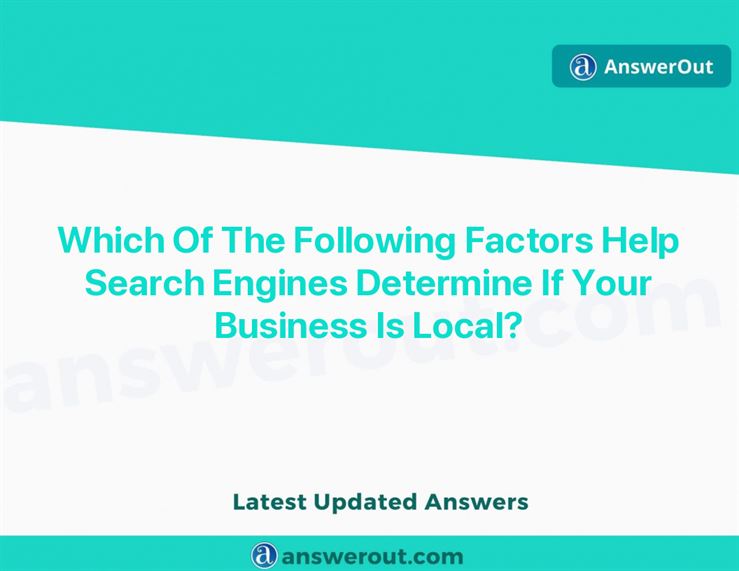 AnswerOut
Which Of The Following Factors Help
Search Engines Determine If Your
Business Is Local?
answerout.com
Latest Updated Answers
answerout.com